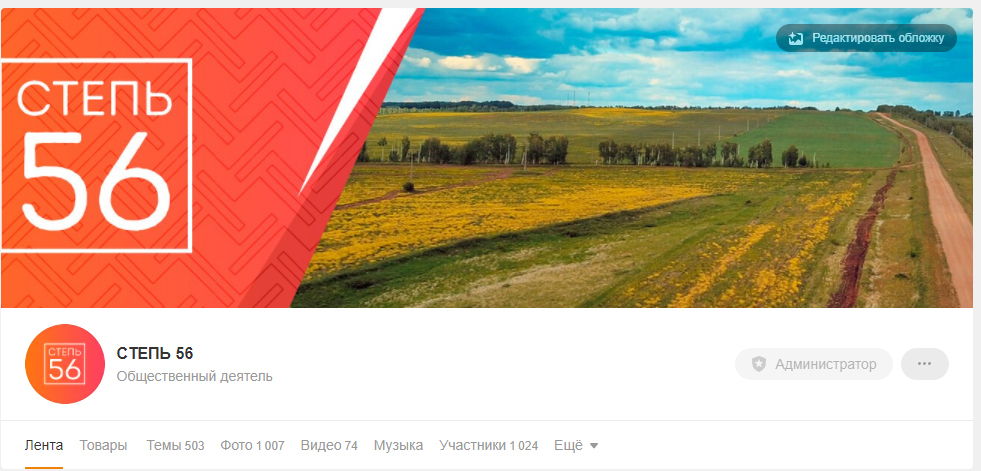 Редактировать обложку
СТЕПЬ
56
СТЕПЬ
56
СТЕПЬ 56
Общественный деятель
Администратор
Лента Товары Темы 503 Фото 1 007 Видео 74 Музыка Участники 1 024 Ещё